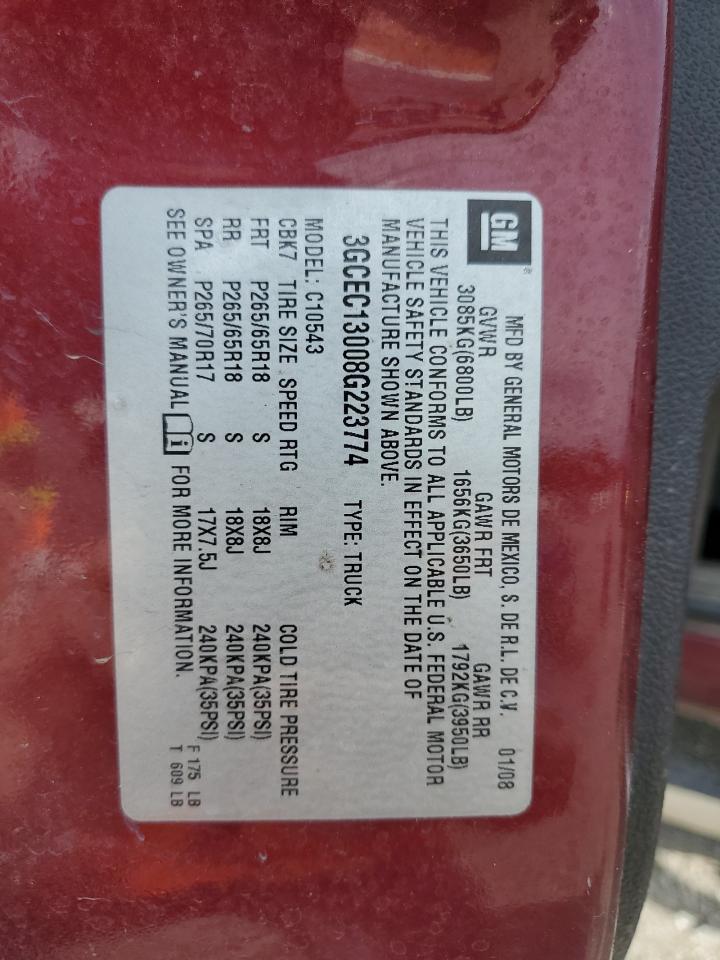 GM
MFD BY GENERAL MOTORS DE MEXICO, S. DE R.L. DE C.V. 01/08
GVWR GAWR FRT GAWR RR
3085KG(6800LB) 1656KG(3650LB) 1792KG(3950LB)
THIS VEHICLE CONFORMS TO ALL APPLICABLE U.S. FEDERAL MOTOR
VEHICLE SAFETY STANDARDS IN EFFECT ON THE DATE OF
MANUFACTURE SHOWN ABOVE.
3GCEC13008G223774 TYPE: TRUCK
MODEL: C10543
CBK7 TIRE SIZE SPEED RTG RIM COLD TIRE PRESSURE
FRT P265/65R18 S 18X8J 240KPA(35PSI)
RR P265/65R18 S 18X8J 240KPA(35PSI)
SPA P265/70R17 S 17X7.5J 240KPA(35PSI)
SEE OWNER'S MANUAL i FOR MORE INFORMATION.
F 175 LB
T 609 LB